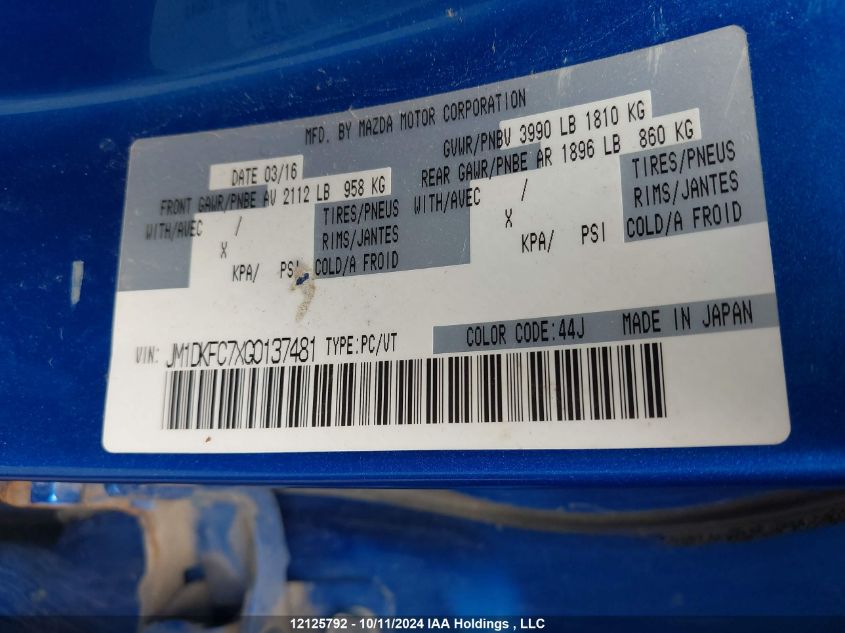 MFD. BY MAZDA MOTOR CORPORATION
DATE 03/16
GVWR/PNBV 3990 LB 1810 KG
FRONT GAWR/PNBE AV 2112 LB 958 KG
REAR GAWR/PNBE AR 1896 LB 860 KG
WITH/AVEC / TIRES/PNEUS
WITH/AVEC / TIRES/PNEUS
X RIMS/JANTES
X RIMS/JANTES
KPA/ PSI COLD/A FROID
KPA/ PSI COLD/A FROID
VIN: JM1DKFC7XG0137481 TYPE:PC/VT
COLOR CODE:44J MADE IN JAPAN
12125792 - 10/11/2024 IAA Holdings , LLC